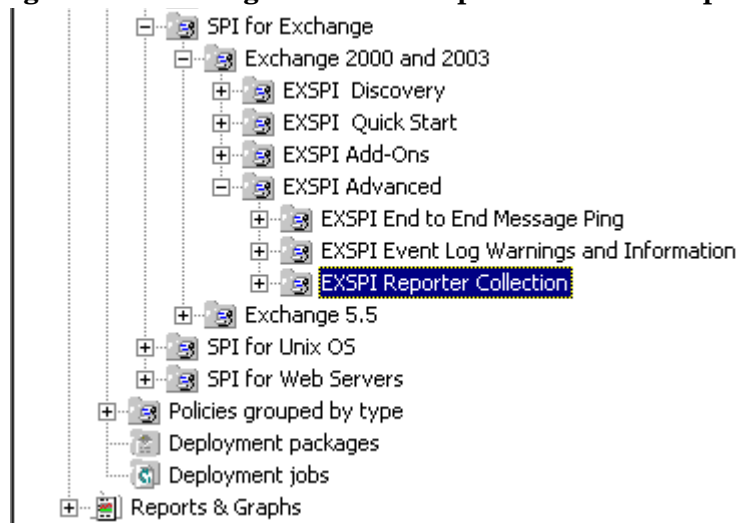 SPI for Exchange
Exchange 2000 and 2003
EXSPI Discovery
EXSPI Quick Start
EXSPI Add-Ons
EXSPI Advanced
EXSPI End to End Message Ping
EXSPI Event Log Warnings and Information
EXSPI Reporter Collection
Exchange 5.5
SPI for Unix OS
SPI for Web Servers
Policies grouped by type
Deployment packages
Deployment jobs
Reports & Graphs